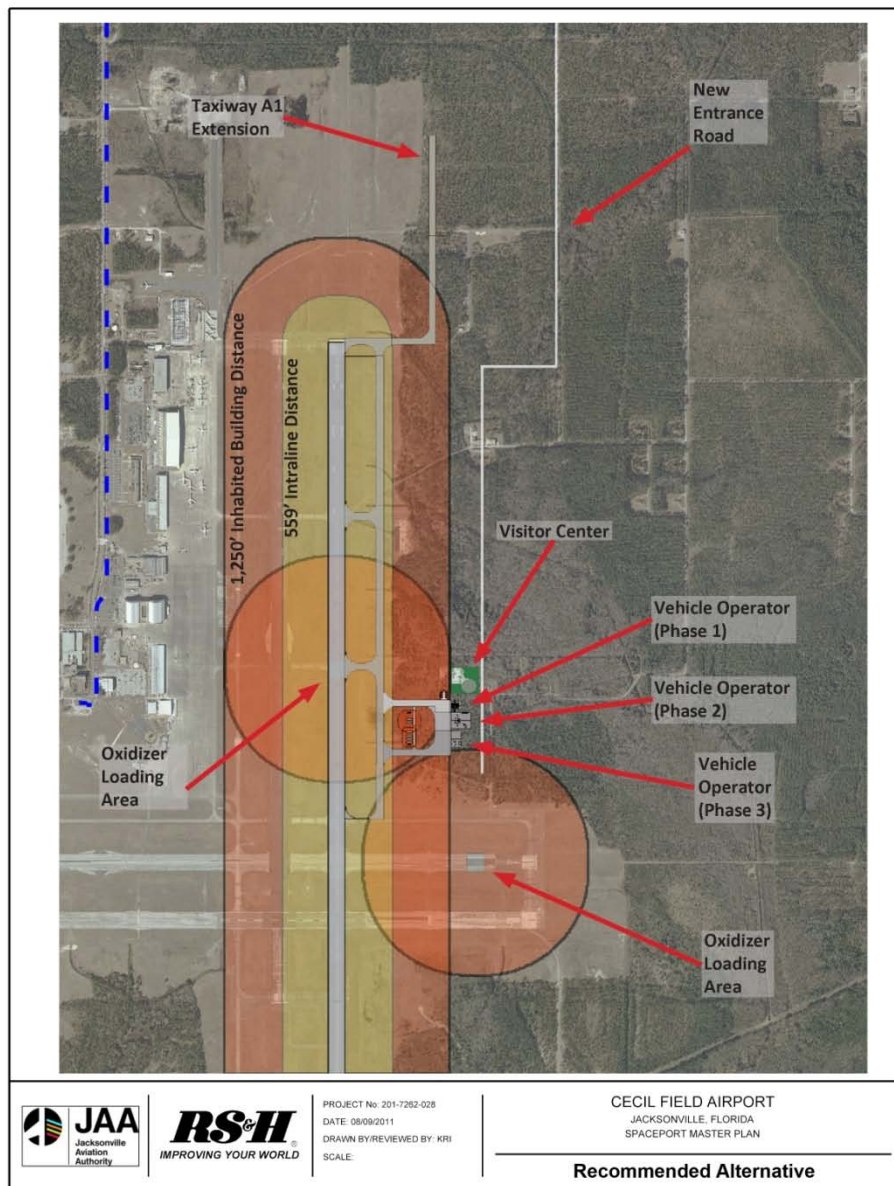 Taxiway A1
Extension
New
Entrance
Road
1,250' Inhabited Building Distance
559' Intraline Distance
Visitor Center
Vehicle Operator
(Phase 1)
Vehicle Operator
(Phase 2)
Vehicle
Operator
(Phase 3)
Oxidizer
Loading
Area
Oxidizer
Loading
Area
JAA
Jacksonville
Aviation
Authority
RS&H®
IMPROVING YOUR WORLD
PROJECT No: 201-7262-028
DATE: 08/09/2011
DRAWN BY/REVIEWED BY: KRI
SCALE:
CECIL FIELD AIRPORT
JACKSONVILLE, FLORIDA
SPACEPORT MASTER PLAN
Recommended Alternative